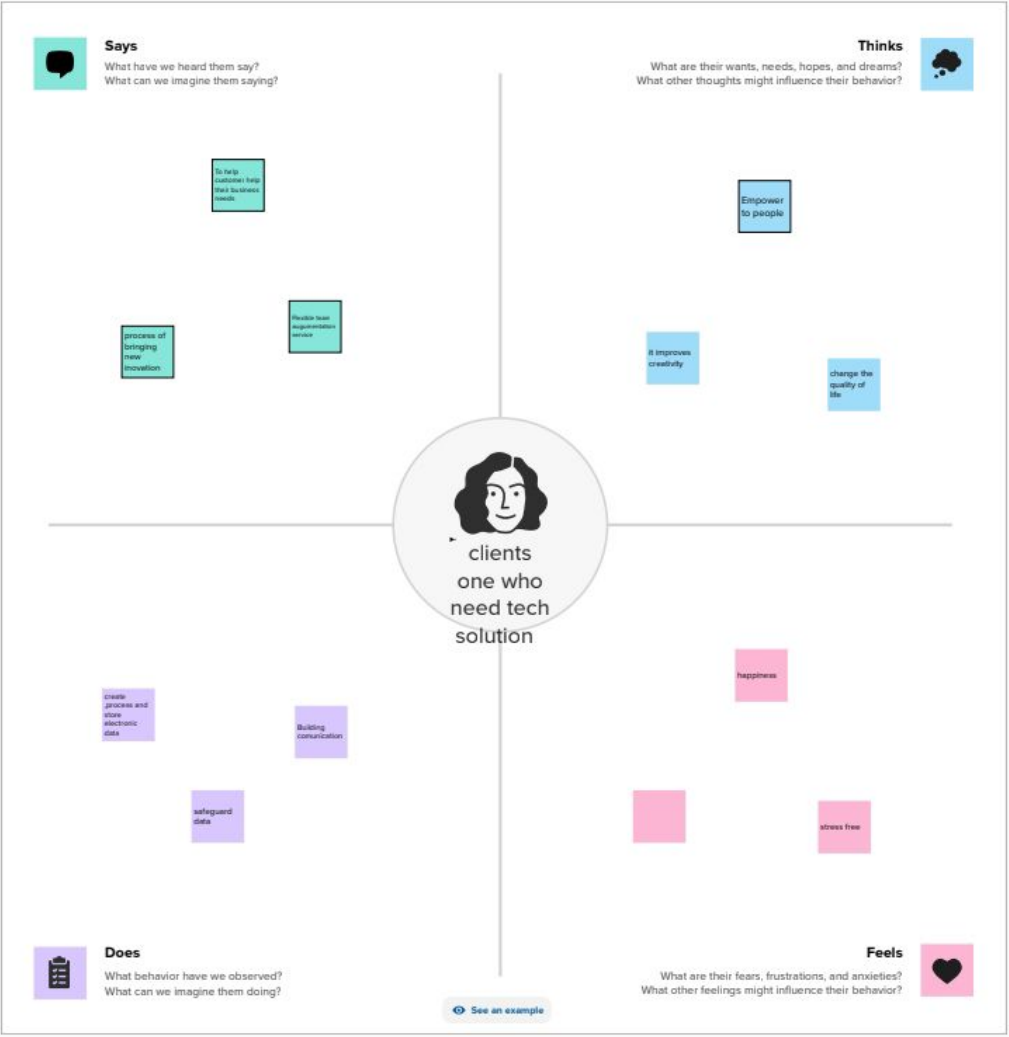 Says
What have we heard them say?
What can we imagine them saying?
Thinks
What are their wants, needs, hopes, and dreams?
What other thoughts might influence their behavior?
To help
customer help
their business
needs
process of
bringing
new
inovation
Flexible team
augumentation
service
Empower
to people
it improves
creativity
change the
quality of
life
clients
one who
need tech
solution
create
,process and
store
electronic
data
Building
comunication
safeguard
data
happiness
stress free
Does
What behavior have we observed?
What can we imagine them doing?
Feels
What are their fears, frustrations, and anxieties?
What other feelings might influence their behavior?
See an example